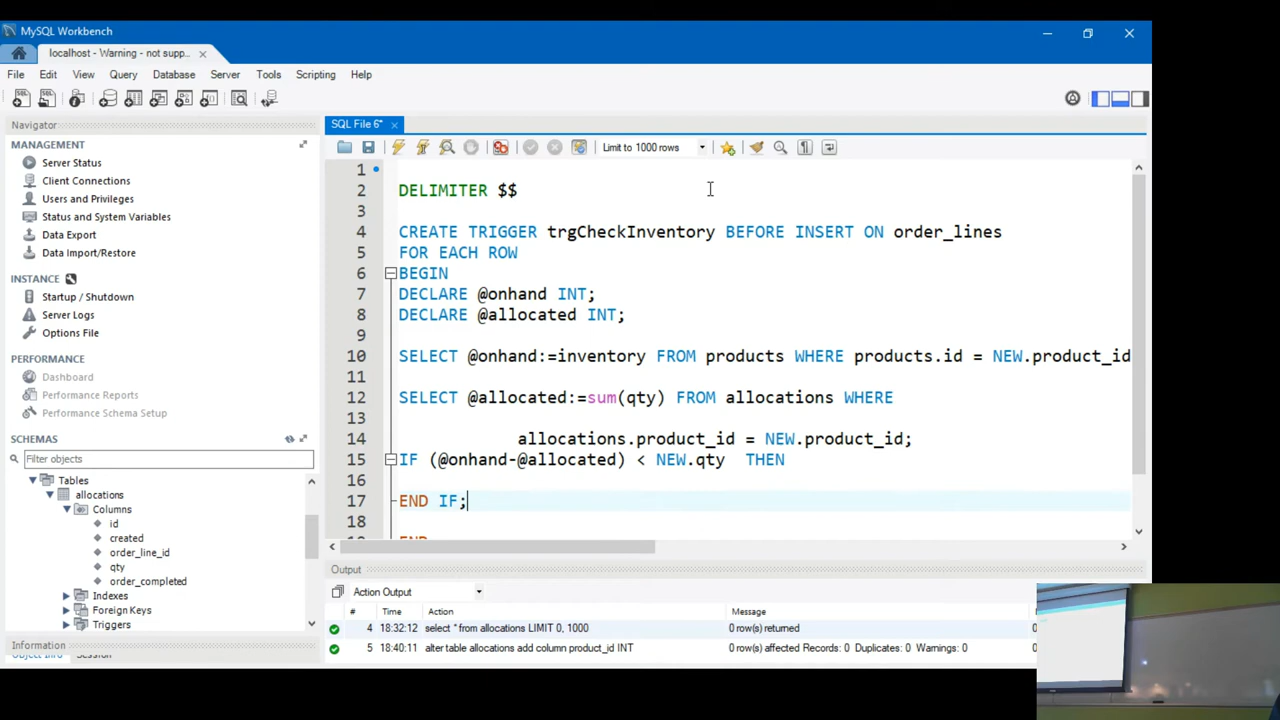 MySQL Workbench
localhost - Warning - not supp...
File Edit View Query Database Server Tools Scripting Help
Navigator
SQL File 6*
MANAGEMENT
Server Status
Client Connections
Users and Privileges
Status and System Variables
Data Export
Data Import/Restore
INSTANCE
Startup / Shutdown
Server Logs
Options File
PERFORMANCE
Dashboard
Performance Reports
Performance Schema Setup
SCHEMAS
Filter objects
Tables
allocations
Columns
id
created
order_line_id
qty
order_completed
Indexes
Foreign Keys
Triggers
Information
Object Info Session
Limit to 1000 rows
1
2 DELIMITER $$
3
4 CREATE TRIGGER trgCheckInventory BEFORE INSERT ON order_lines
5 FOR EACH ROW
6 BEGIN
7 DECLARE @onhand INT;
8 DECLARE @allocated INT;
9
10 SELECT @onhand:=inventory FROM products WHERE products.id = NEW.product_id
11
12 SELECT @allocated:=sum(qty) FROM allocations WHERE
13
14 allocations.product_id = NEW.product_id;
15 IF (@onhand-@allocated) < NEW.qty THEN
16
17 END IF;
18
END
Output
Action Output
# Time Action Message
4 18:32:12 select * from allocations LIMIT 0, 1000 0 row(s) returned
5 18:40:11 alter table allocations add column product_id INT 0 row(s) affected Records: 0 Duplicates: 0 Warnings: 0